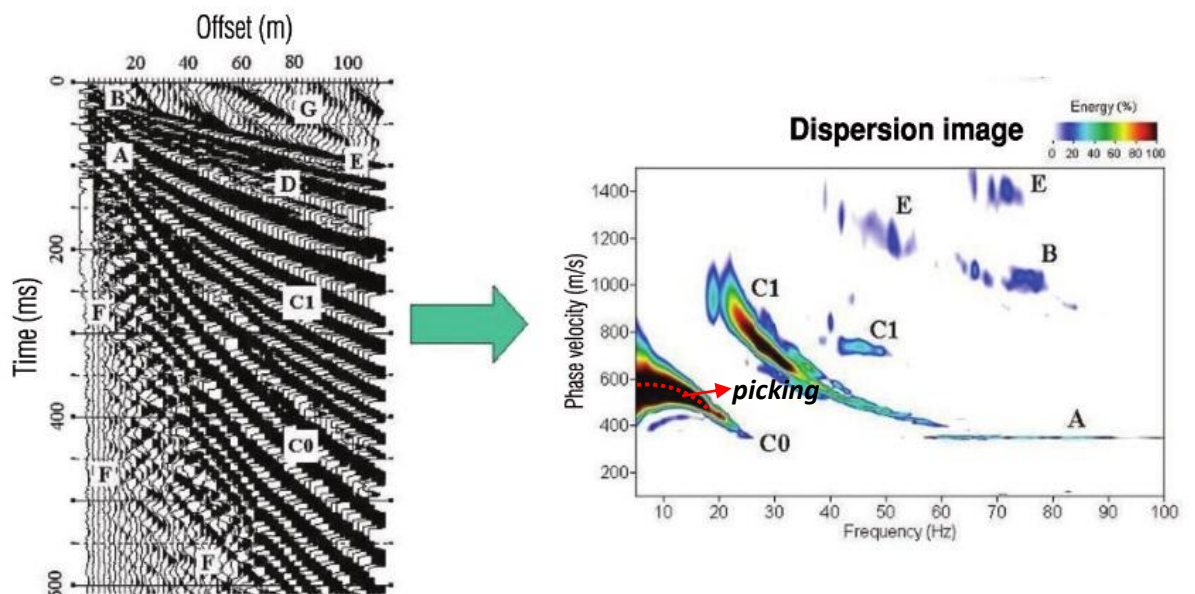 Offset (m)
20 40 60 80 100
0
200
400
Time (ms)
B
G
A
E
D
C1
F
C0
F
F
Dispersion image
Energy (%)
0 20 40 60 80 100
Phase velocity (m/s)
1400
1200
1000
800
600
400
200
E
E
B
C1
C1
picking
A
C0
10 20 30 40 50 60 70 80 90 100
Frequency (Hz)